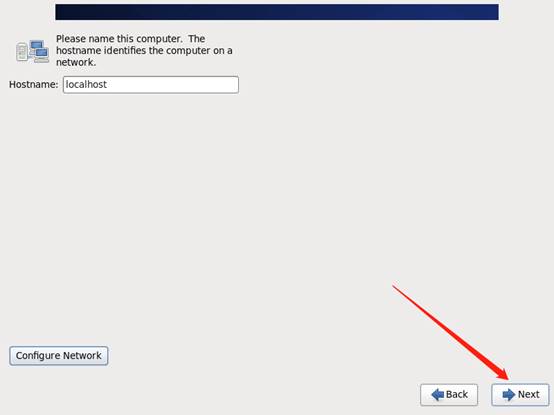 Please name this computer.  The
hostname identifies the computer on a
network.
Hostname: localhost
Configure Network
Back
Next